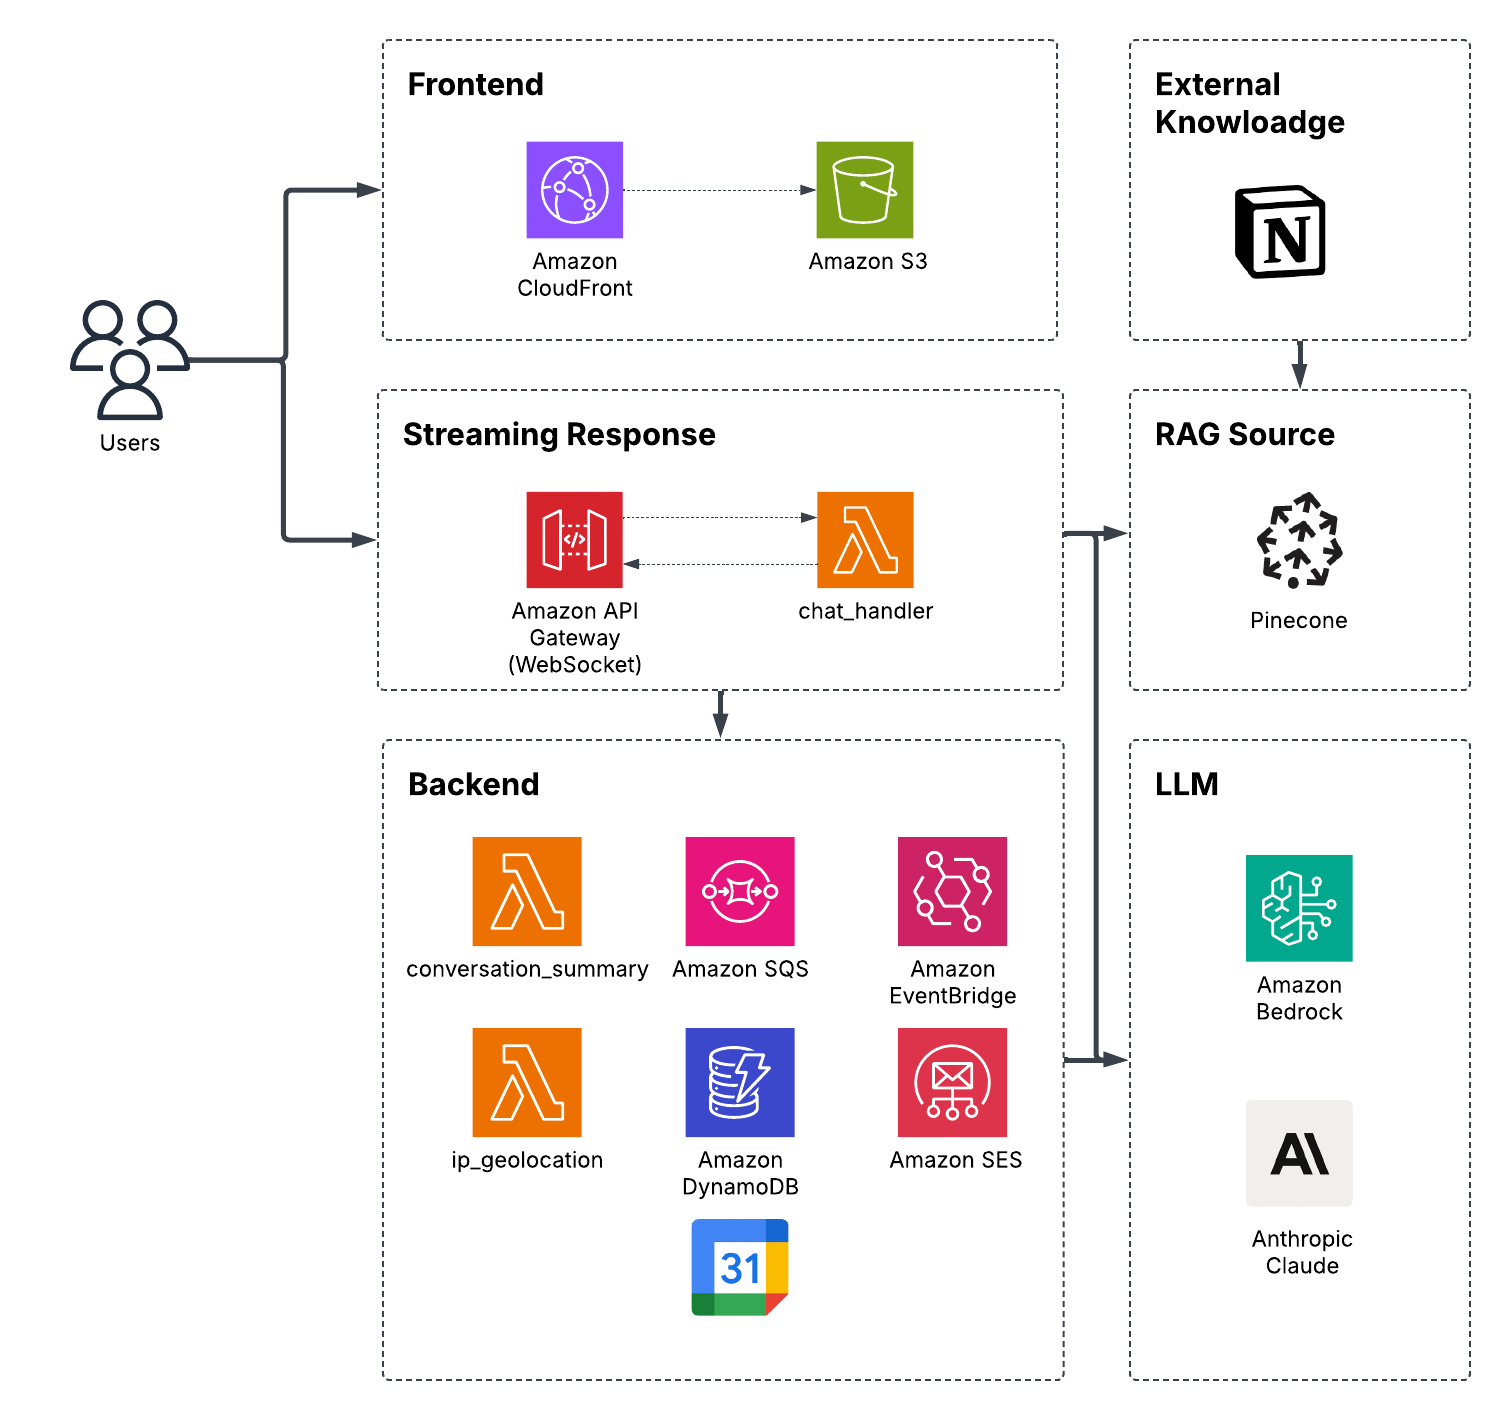 Frontend
Amazon
CloudFront
Amazon S3
External
Knowloadge
N
Users
Streaming Response
Amazon API
Gateway
(WebSocket)
chat_handler
RAG Source
Pinecone
Backend
conversation_summary
Amazon SQS
Amazon
EventBridge
ip_geolocation
Amazon
DynamoDB
Amazon SES
31
LLM
Amazon
Bedrock
A\
Anthropic
Claude